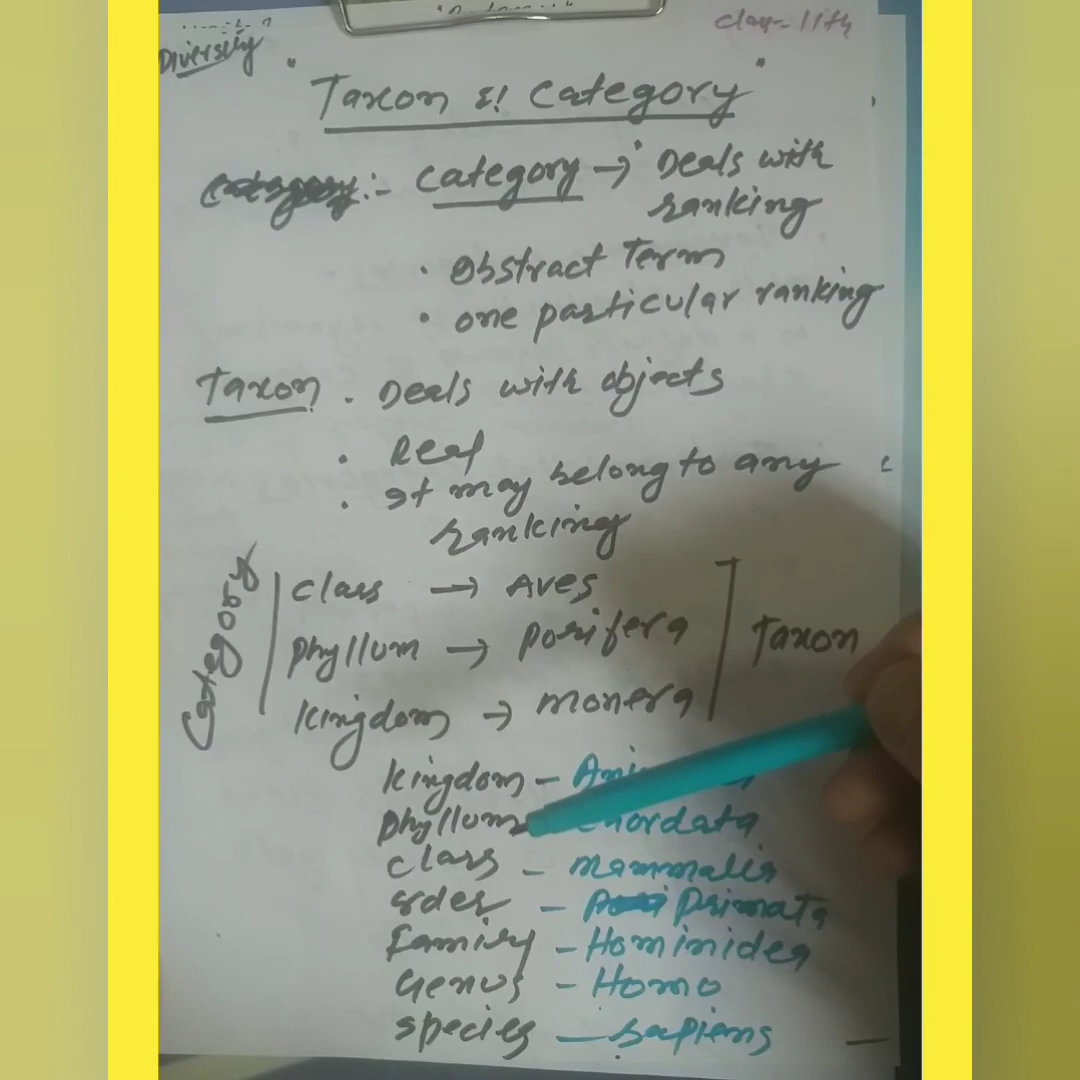 class- 11th
Diversity
"Taxon &! Category"
Category:- Category → Deals with
ranking
• Obstract Term
• one particular ranking
Taxon . Deals with objects
. Real
. It may belong to any
ranking
Category
class → Aves
phyllum → Porifera
kingdom → monera
Taxon
kingdom -
phyllum Chordata
class - mammalia
order - Primata
family - Hominidea
Genus - Homo
species - sapiens